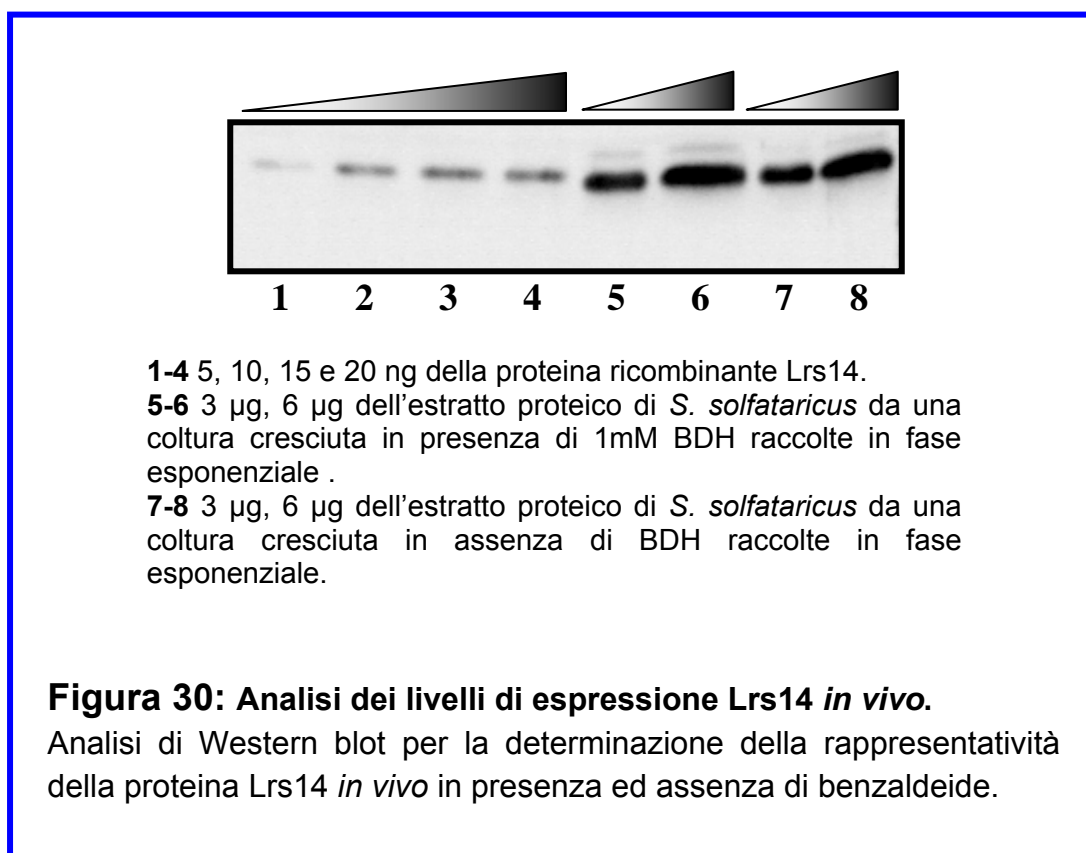 1 2 3 4 5 6 7 8
1-4 5, 10, 15 e 20 ng della proteina ricombinante Lrs14.
5-6 3 µg, 6 µg dell’estratto proteico di S. solfataricus da una
coltura cresciuta in presenza di 1mM BDH raccolte in fase
esponenziale .
7-8 3 µg, 6 µg dell’estratto proteico di S. solfataricus da una
coltura cresciuta in assenza di BDH raccolte in fase
esponenziale.
Figura 30: Analisi dei livelli di espressione Lrs14 in vivo.
Analisi di Western blot per la determinazione della rappresentatività
della proteina Lrs14 in vivo in presenza ed assenza di benzaldeide.